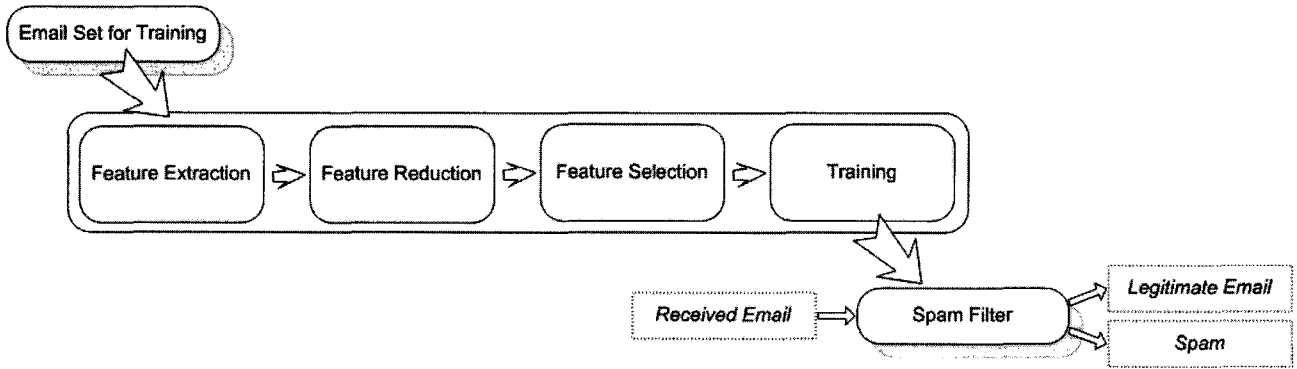 Email Set for Training
Feature Extraction
Feature Reduction
Feature Selection
Training
Received Email
Spam Filter
Legitimate Email
Spam